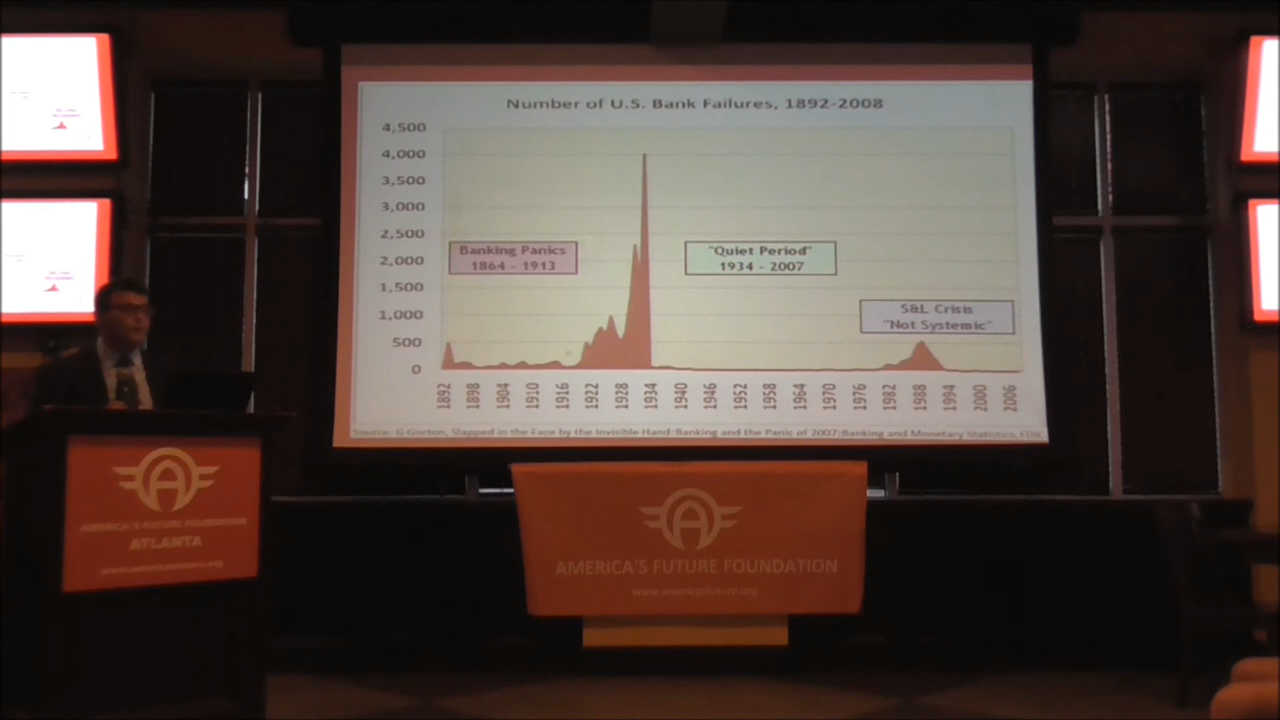 Number of U.S. Bank Failures, 1892-2008
4,500
4,000
3,500
3,000
2,500
2,000
1,500
1,000
500
0
Banking Panics
1864 - 1913
"Quiet Period"
1934 - 2007
S&L Crisis
"Not Systemic"
1892 1898 1904 1910 1916 1922 1928 1934 1940 1946 1952 1958 1964 1970 1976 1982 1988 1994 2000 2006
Source: G Gorton, Slapped in the Face by the Invisible Hand: Banking and the Panic of 2007; Banking and Monetary Statistics, FDIC
A
AMERICA'S FUTURE FOUNDATION
ATLANTA
www.americasfuture.org
A
AMERICA'S FUTURE FOUNDATION
www.americasfuture.org